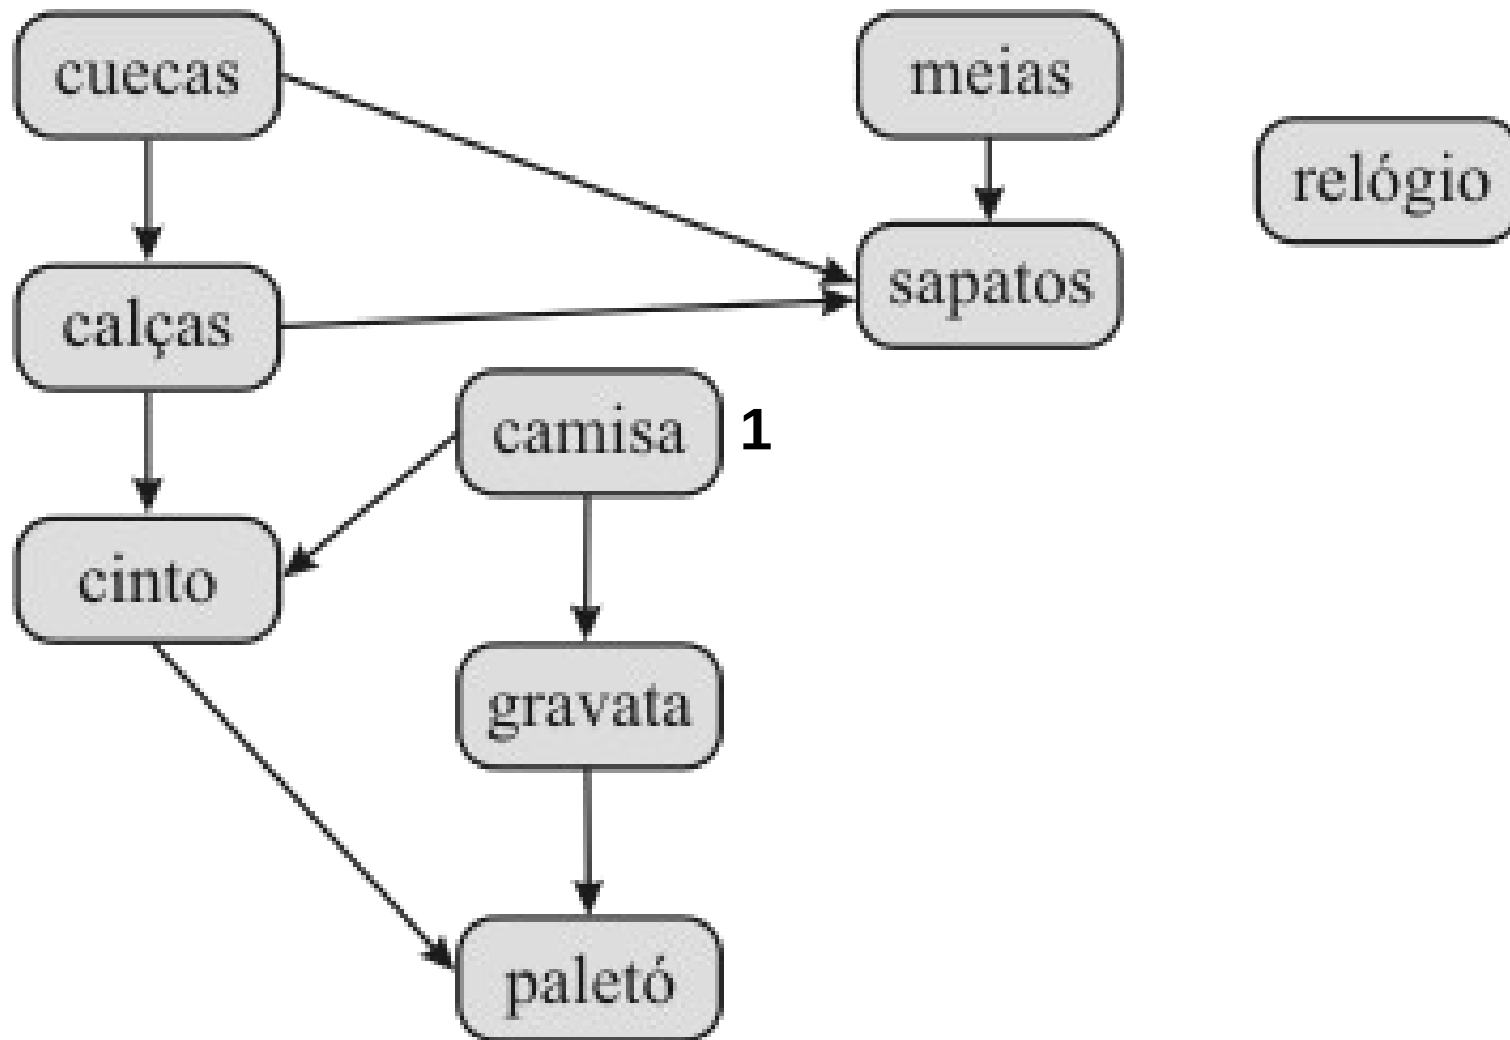 cuecas
meias
relógio
sapatos
calças
camisa 1
cinto
gravata
paletó